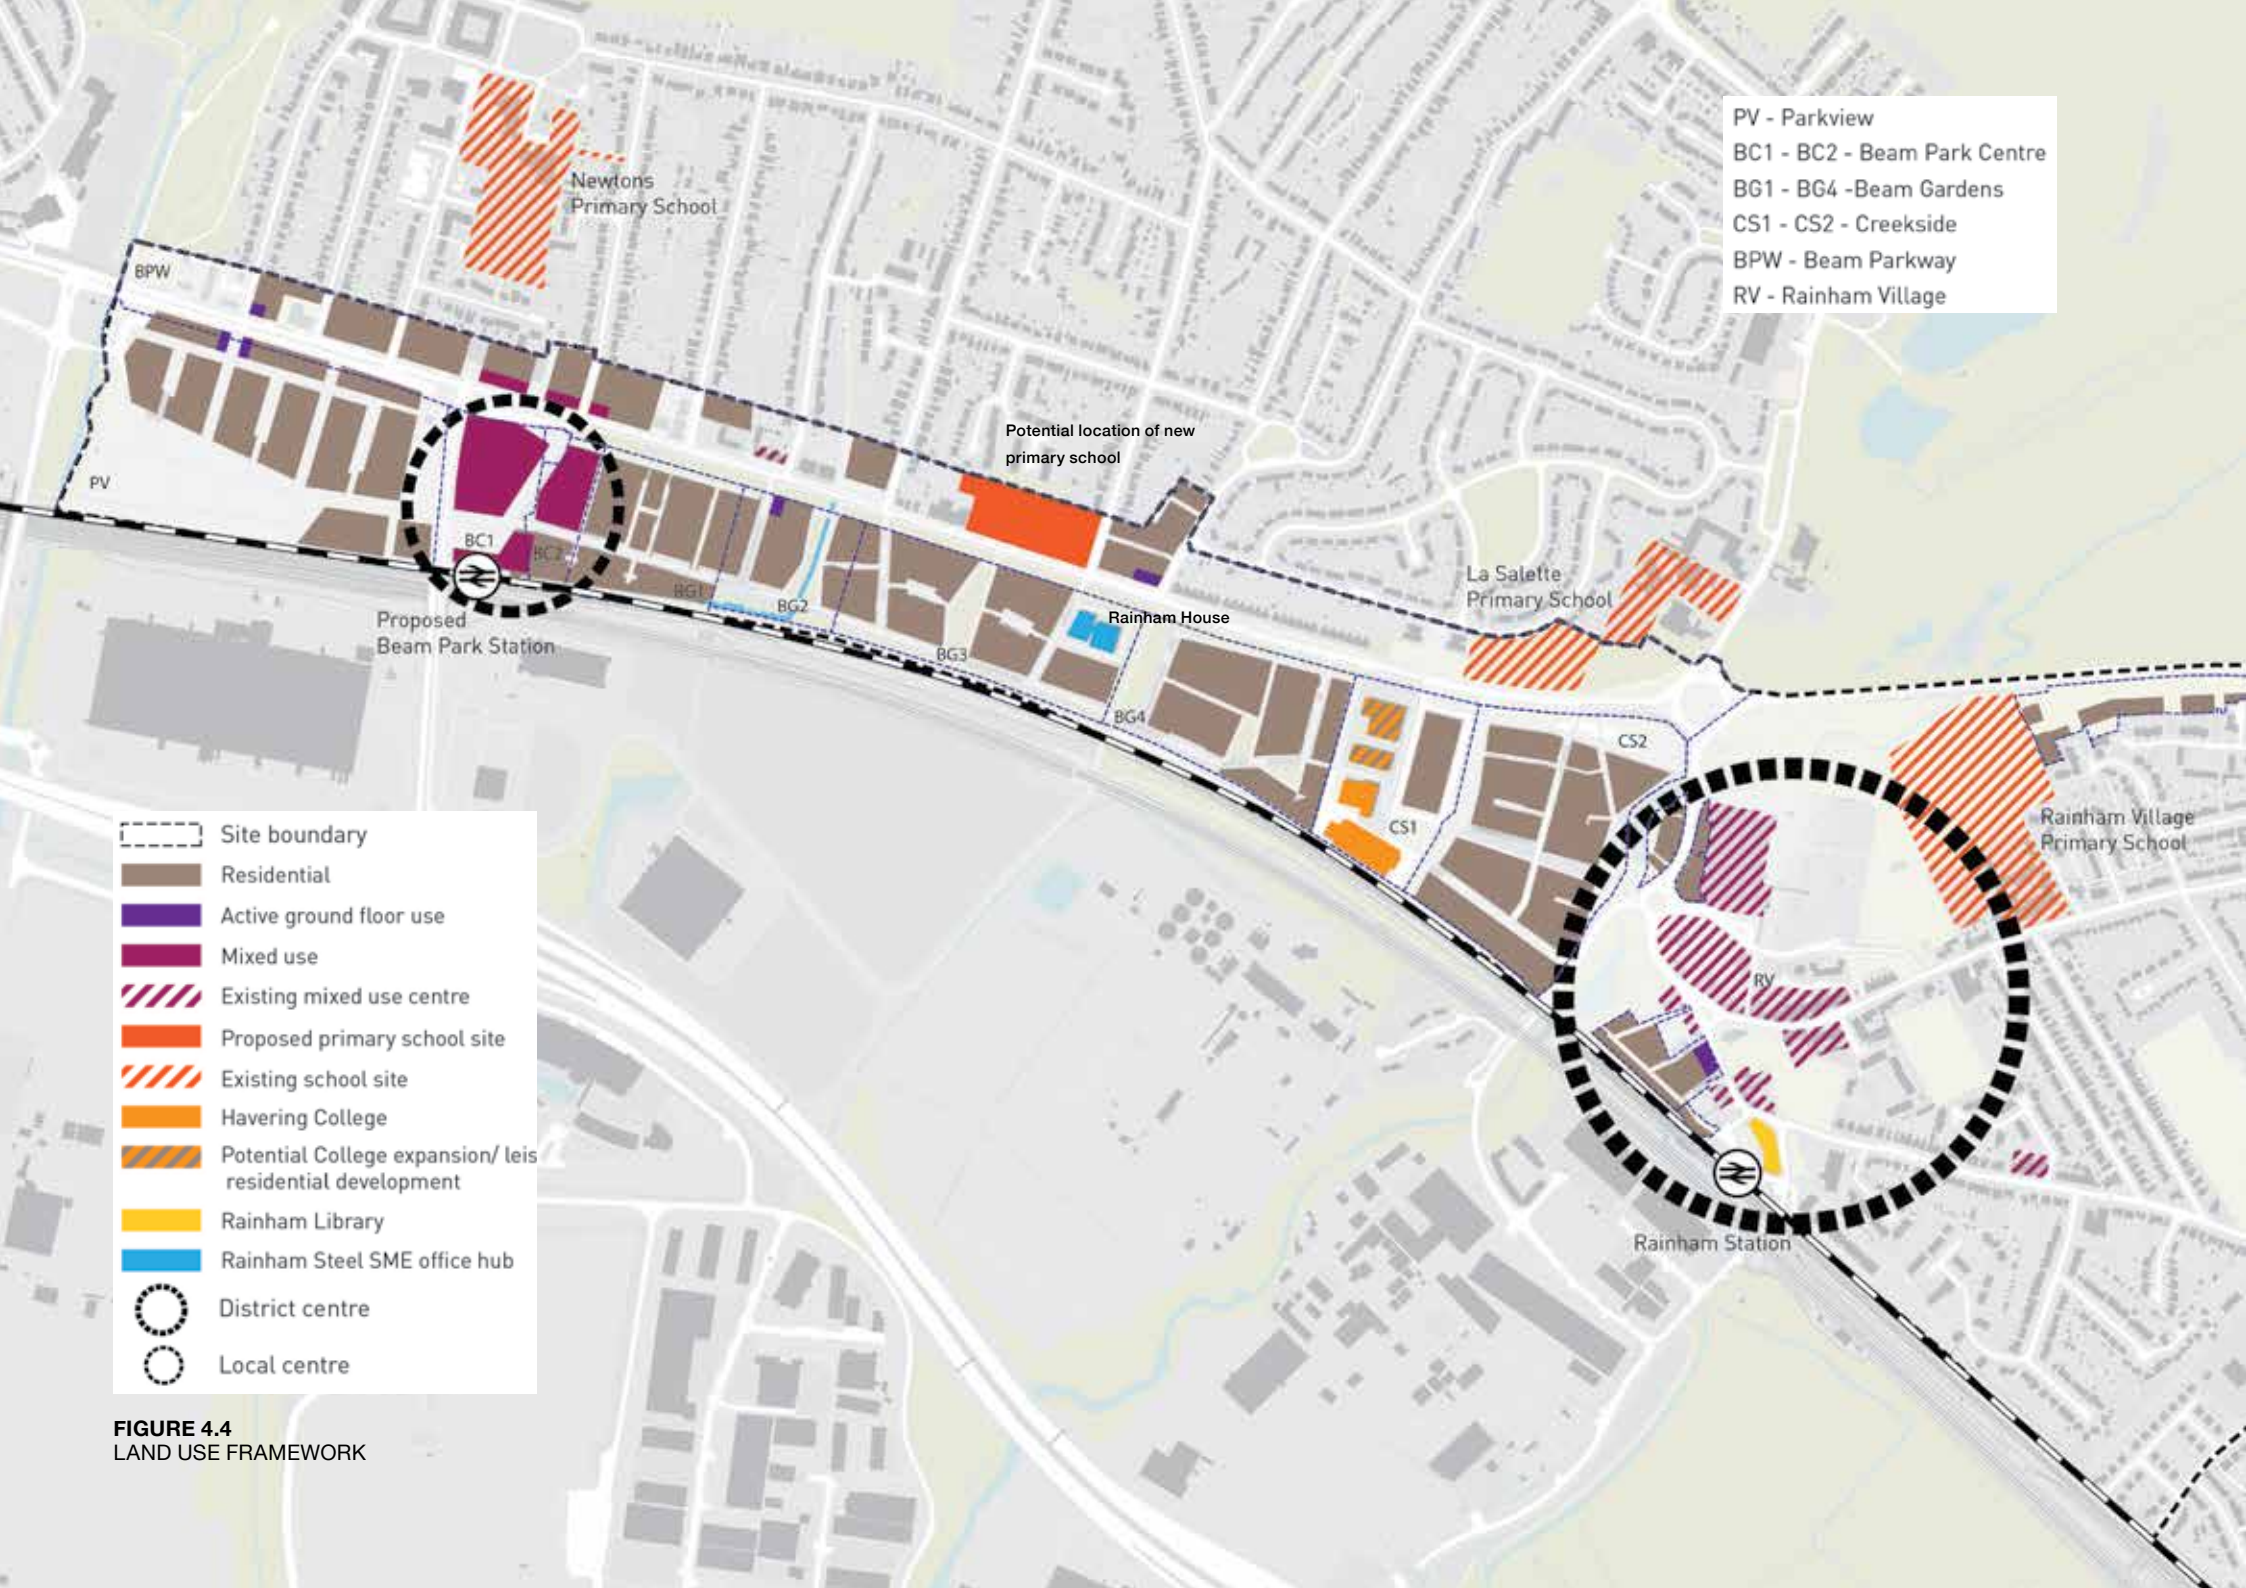 PV - Parkview
BC1 - BC2 - Beam Park Centre
BG1 - BG4 -Beam Gardens
CS1 - CS2 - Creekside
BPW - Beam Parkway
RV - Rainham Village
Newtons
Primary School
BPW
Potential location of new
primary school
PV
BC1
BC2
La Salette
Primary School
BG1
BG2
Rainham House
Proposed
Beam Park Station
BG3
BG4
CS2
CS1
Rainham Village
Primary School
RV
Rainham Station
Site boundary
Residential
Active ground floor use
Mixed use
Existing mixed use centre
Proposed primary school site
Existing school site
Havering College
Potential College expansion/ leis
residential development
Rainham Library
Rainham Steel SME office hub
District centre
Local centre
FIGURE 4.4
LAND USE FRAMEWORK